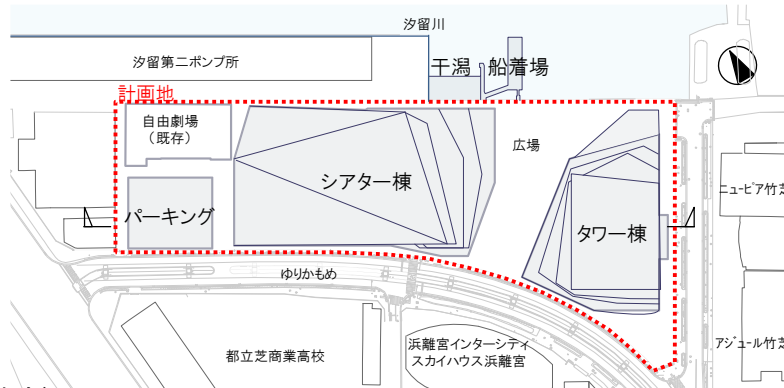 汐留川
汐留第二ポンプ所
干潟
船着場
計画地
自由劇場
（既存）
広場
シアター棟
ニューピア竹芝
パーキング
タワー棟
ゆりかもめ
浜離宮インターシティ
スカイハウス浜離宮
都立芝商業高校
アジュール竹芝